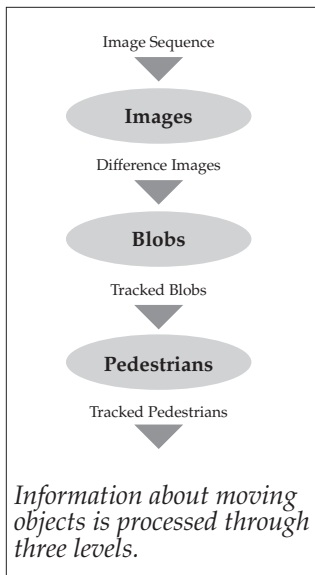 Image Sequence
Images
Difference Images
Blobs
Tracked Blobs
Pedestrians
Tracked Pedestrians
Information about moving
objects is processed through
three levels.